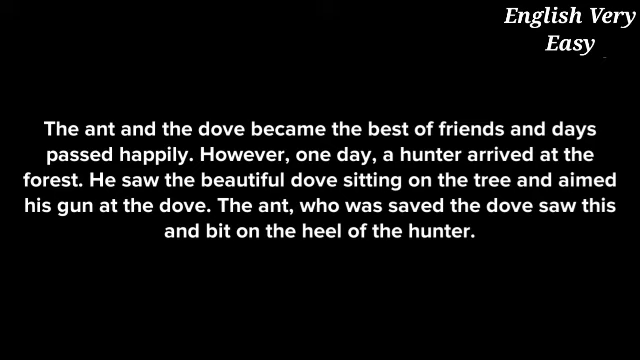 English Very
Easy
The ant and the dove became the best of friends and days
passed happily. However, one day, a hunter arrived at the
forest. He saw the beautiful dove sitting on the tree and aimed
his gun at the dove. The ant, who was saved the dove saw this
and bit on the heel of the hunter.